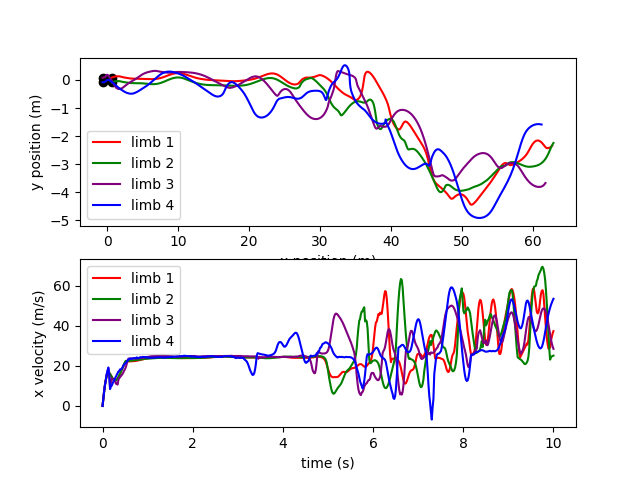 y position (m)
0
−1
−2
−3
−4
−5
limb 1
limb 2
limb 3
limb 4
0 10 20 30 40 50 60
x velocity (m/s)
60
40
20
0
limb 1
limb 2
limb 3
limb 4
0 2 4 6 8 10
time (s)